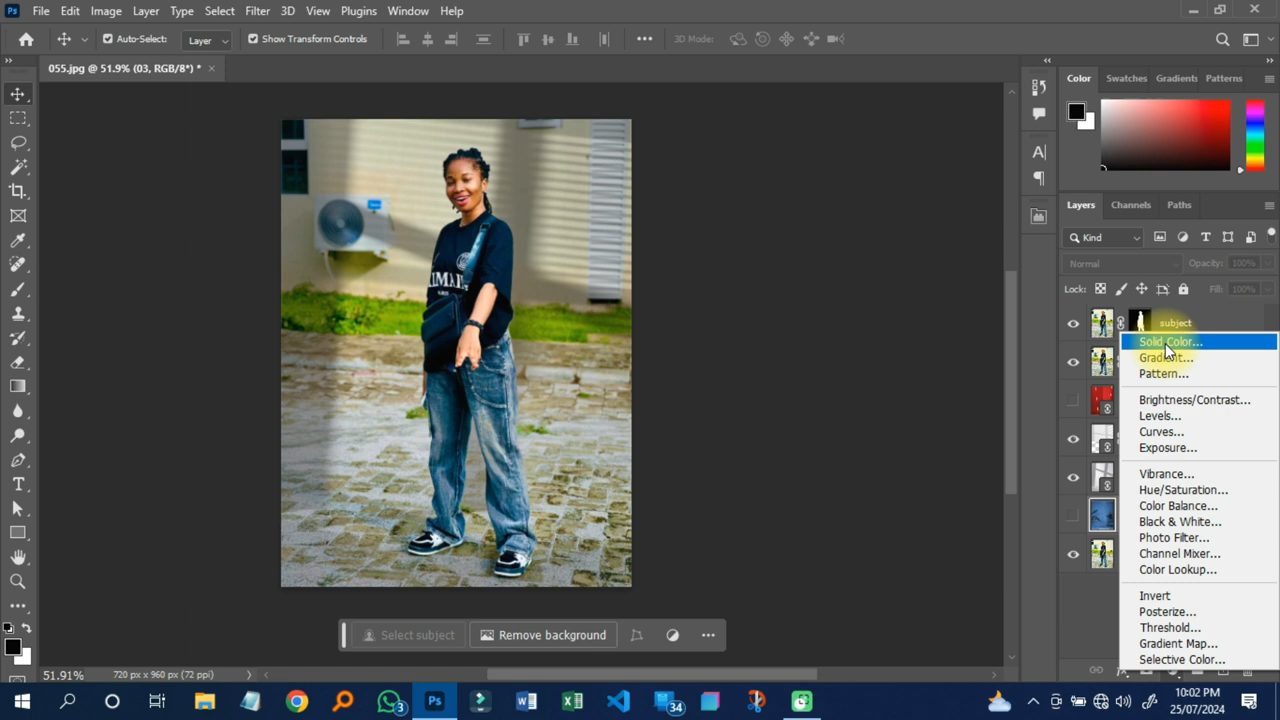 Ps File Edit Image Layer Type Select Filter 3D View Plugins Window Help
Auto-Select: Layer Show Transform Controls 3D Mode:
055.jpg @ 51.9% (03, RGB/8*) *
Color Swatches Gradients Patterns
Layers Channels Paths
Kind
Normal Opacity: 100%
Lock: Fill: 100%
subject
Solid Color...
Gradient...
Pattern...
Brightness/Contrast...
Levels...
Curves...
Exposure...
Vibrance...
Hue/Saturation...
Color Balance...
Black & White...
Photo Filter...
Channel Mixer...
Color Lookup...
Invert
Posterize...
Threshold...
Gradient Map...
Selective Color...
Select subject Remove background
51.91% 720 px x 960 px (72 ppi)
3 Ps 34
10:02 PM
25/07/2024